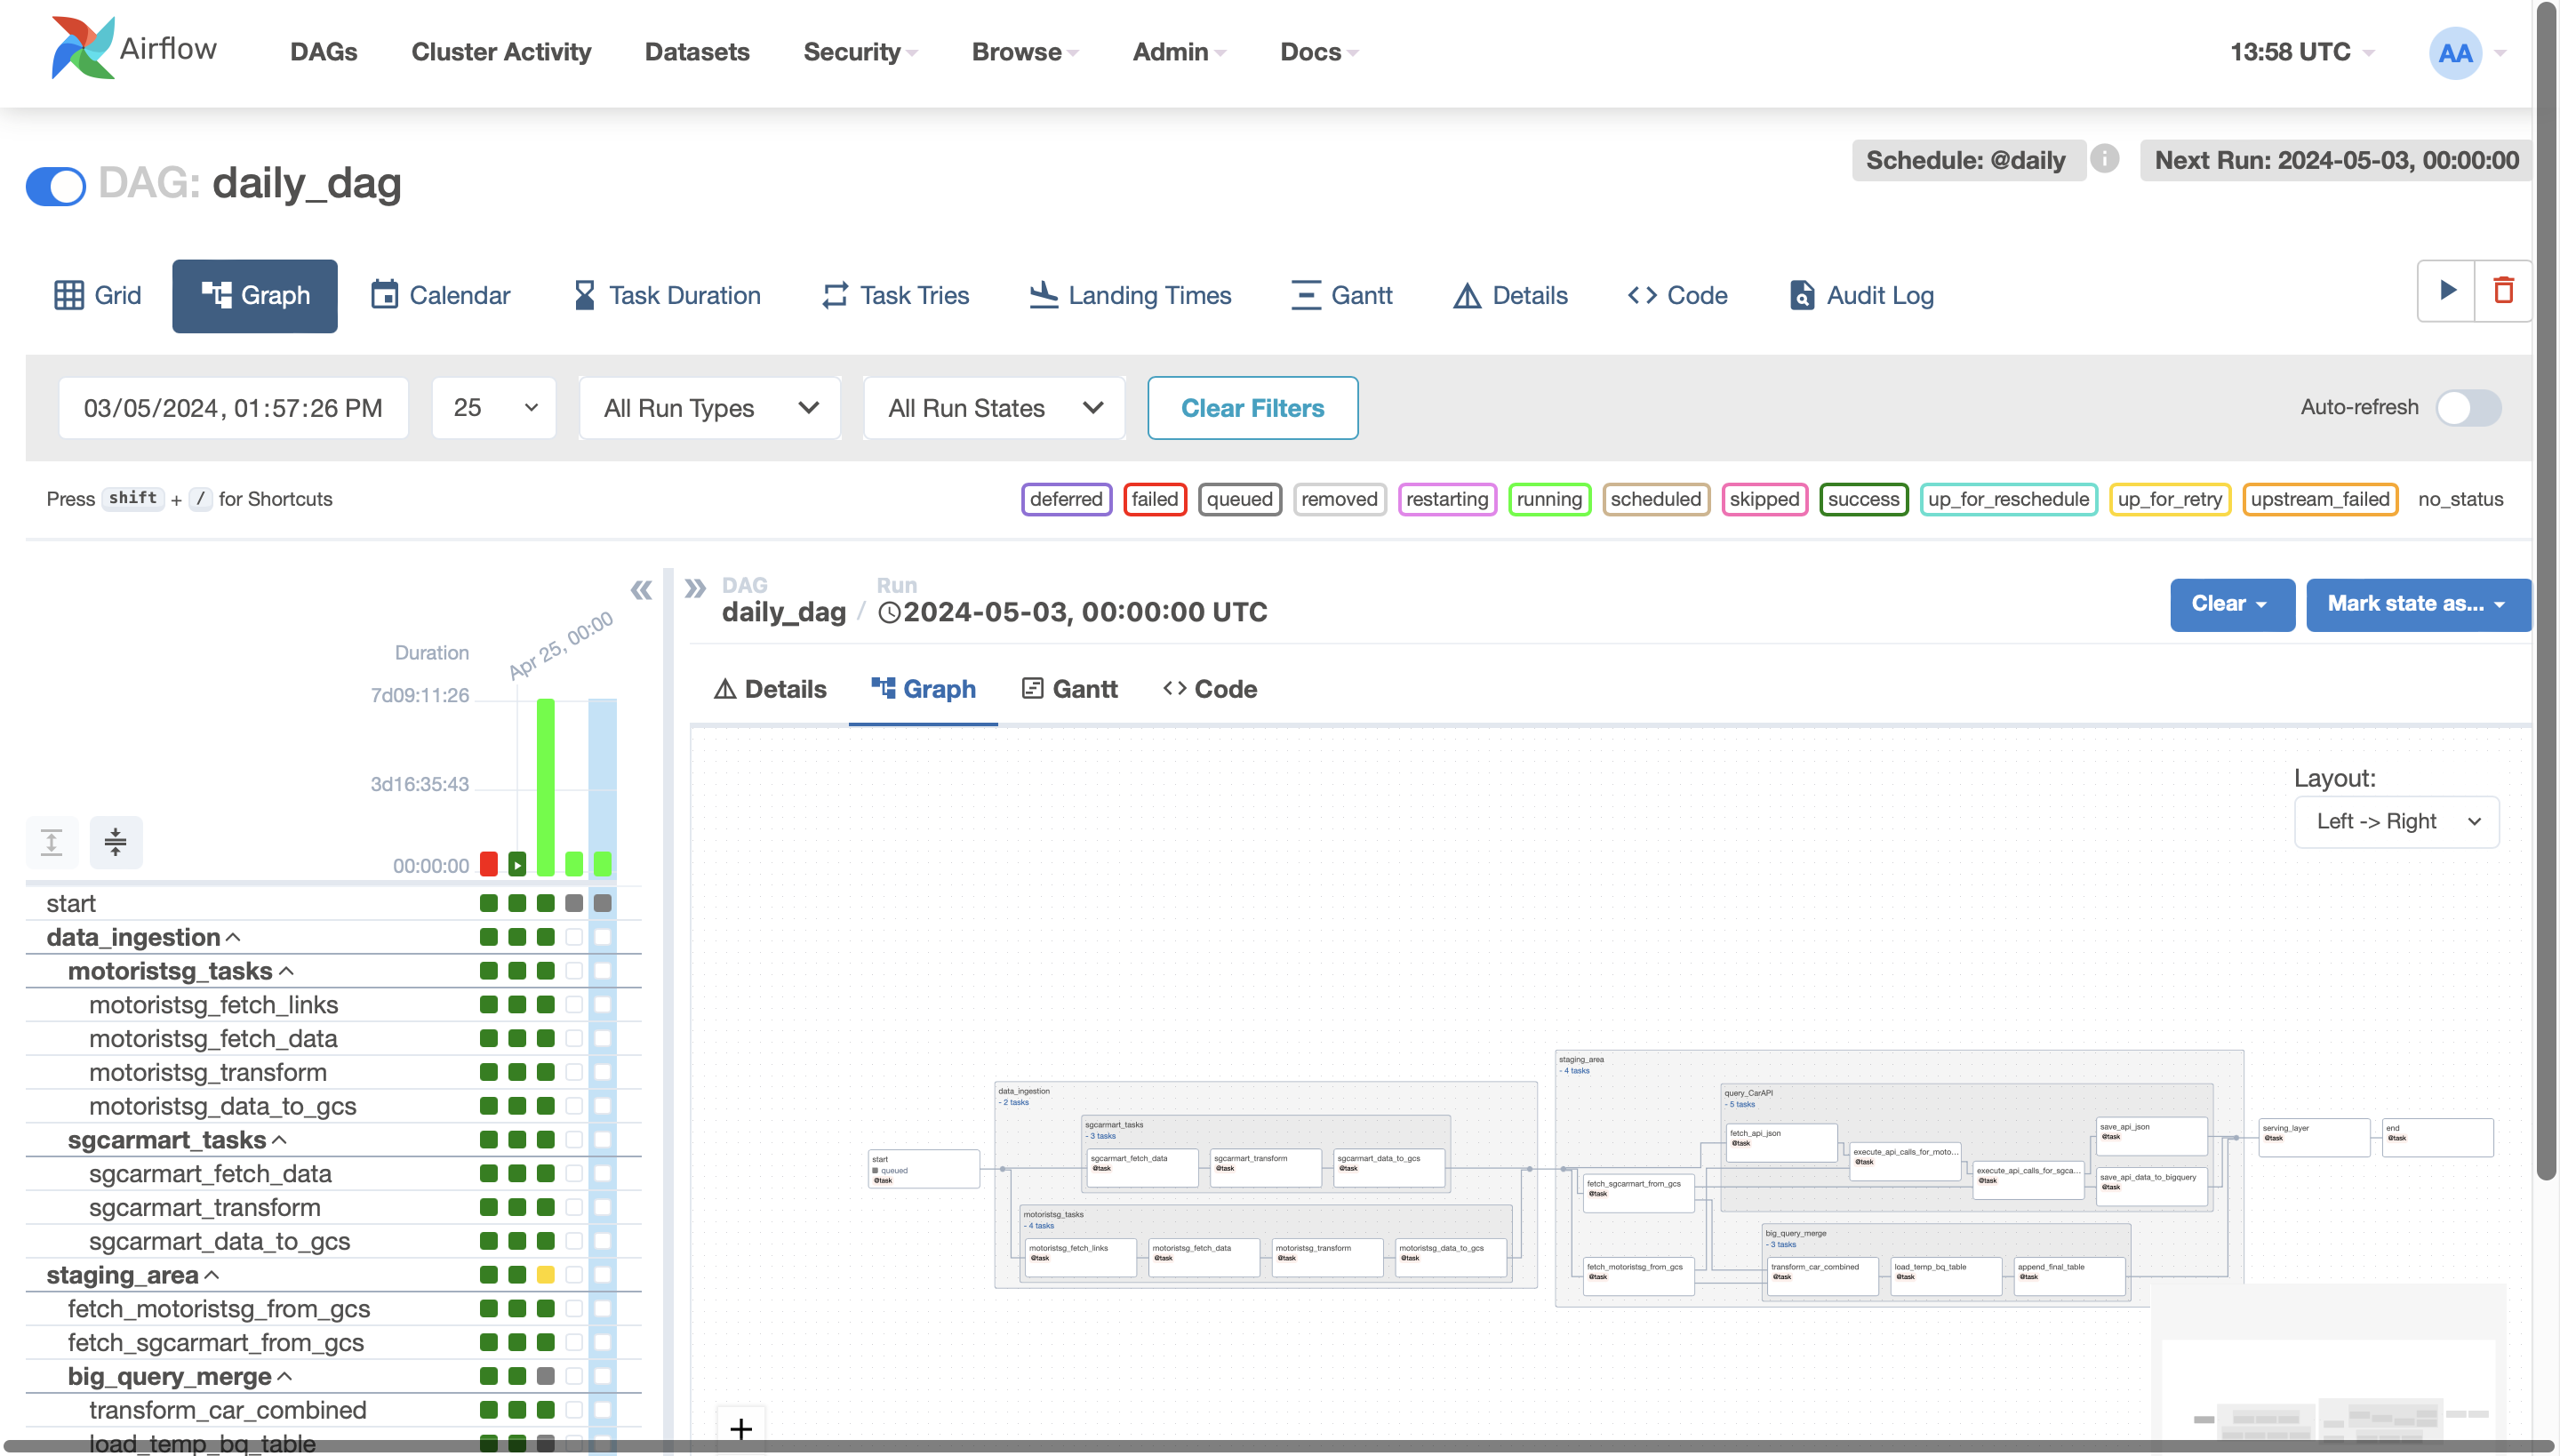 Airflow
DAGs
Cluster Activity
Datasets
Security
Browse
Admin
Docs
13:58 UTC
AA
DAG: daily_dag
Schedule: @daily
Next Run: 2024-05-03, 00:00:00
Grid
Graph
Calendar
Task Duration
Task Tries
Landing Times
Gantt
Details
<> Code
Audit Log
03/05/2024, 01:57:26 PM
25
All Run Types
All Run States
Clear Filters
Auto-refresh
Press shift + / for Shortcuts
deferred
failed
queued
removed
restarting
running
scheduled
skipped
success
up_for_reschedule
up_for_retry
upstream_failed
no_status
DAG
daily_dag
/
Run
2024-05-03, 00:00:00 UTC
Clear
Mark state as...
Details
Graph
Gantt
<> Code
Apr 25, 00:00
Duration
7d09:11:26
3d16:35:43
00:00:00
start
data_ingestion
motoristsg_tasks
motoristsg_fetch_links
motoristsg_fetch_data
motoristsg_transform
motoristsg_data_to_gcs
sgcarmart_tasks
sgcarmart_fetch_data
sgcarmart_transform
sgcarmart_data_to_gcs
staging_area
fetch_motoristsg_from_gcs
fetch_sgcarmart_from_gcs
big_query_merge
transform_car_combined
load_temp_bq_table
Layout:
Left -> Right
start
queued
@task
data_ingestion
- 2 tasks
sgcarmart_tasks
- 3 tasks
sgcarmart_fetch_data
@task
sgcarmart_transform
@task
sgcarmart_data_to_gcs
@task
motoristsg_tasks
- 4 tasks
motoristsg_fetch_links
@task
motoristsg_fetch_data
@task
motoristsg_transform
@task
motoristsg_data_to_gcs
@task
staging_area
- 4 tasks
fetch_sgcarmart_from_gcs
@task
fetch_motoristsg_from_gcs
@task
query_CarAPI
- 5 tasks
fetch_api_json
@task
execute_api_calls_for_moto...
@task
execute_api_calls_for_sgca...
@task
save_api_json
@task
save_api_data_to_bigquery
@task
big_query_merge
- 3 tasks
transform_car_combined
@task
load_temp_bq_table
@task
append_final_table
@task
serving_layer
@task
end
@task
+